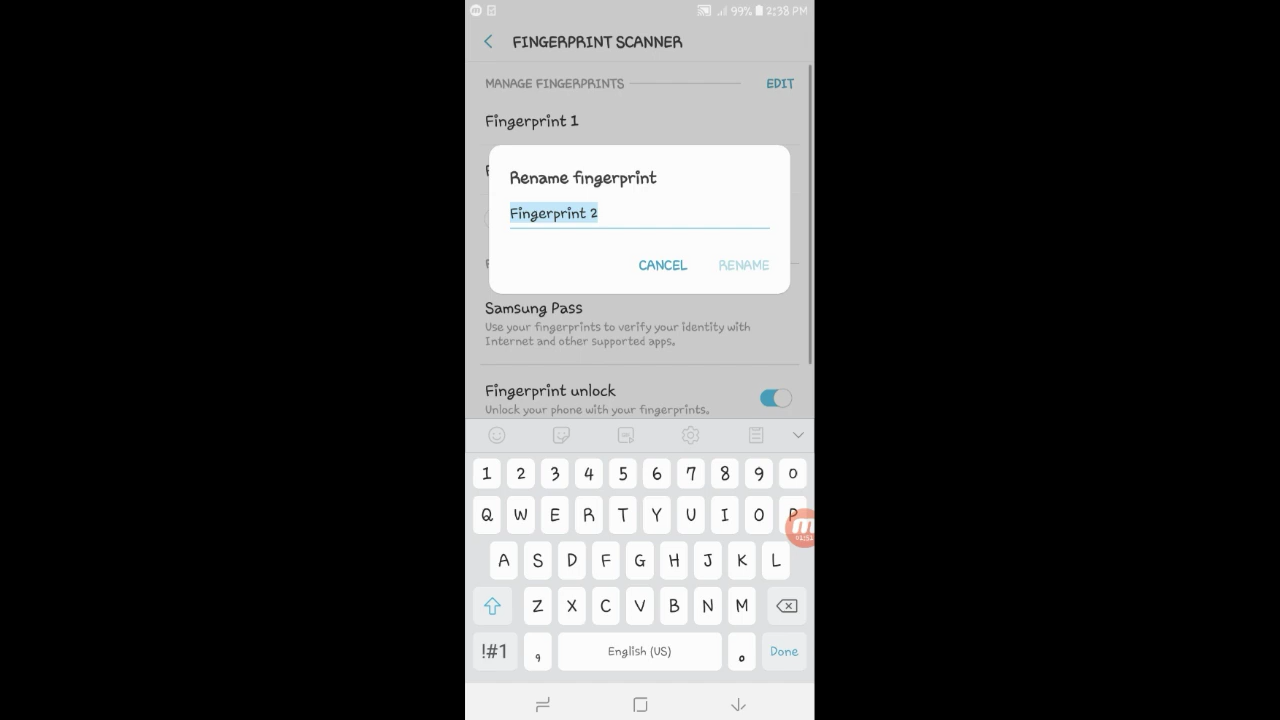 99% 2:38 PM
FINGERPRINT SCANNER
MANAGE FINGERPRINTS EDIT
Fingerprint 1
Rename fingerprint
Fingerprint 2
CANCEL RENAME
Samsung Pass
Use your fingerprints to verify your identity with
Internet and other supported apps.
Fingerprint unlock
Unlock your phone with your fingerprints.
1 2 3 4 5 6 7 8 9 0
Q W E R T Y U I O P
01:51
A S D F G H J K L
Z X C V B N M
!#1 , English (US) . Done